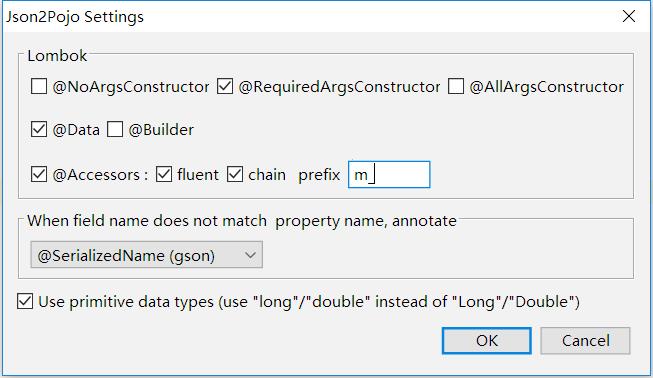 Json2Pojo Settings
Lombok
@NoArgsConstructor @RequiredArgsConstructor @AllArgsConstructor
@Data @Builder
@Accessors : fluent chain prefix m_
When field name does not match property name, annotate
@SerializedName (gson)
Use primitive data types (use "long"/"double" instead of "Long"/"Double")
OK Cancel